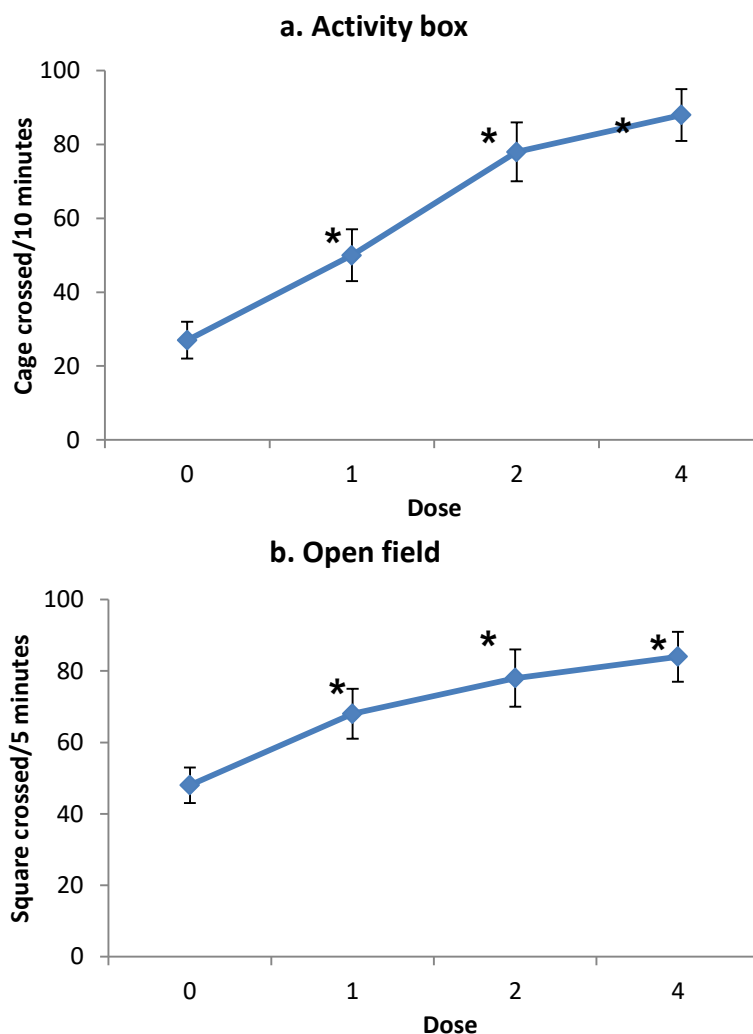 a. Activity box
100
80
60
40
20
0
Cage crossed/10 minutes
*
*
*
0 1 2 4
Dose
b. Open field
100
80
60
40
20
0
Square crossed/5 minutes
*
*
*
0 1 2 4
Dose